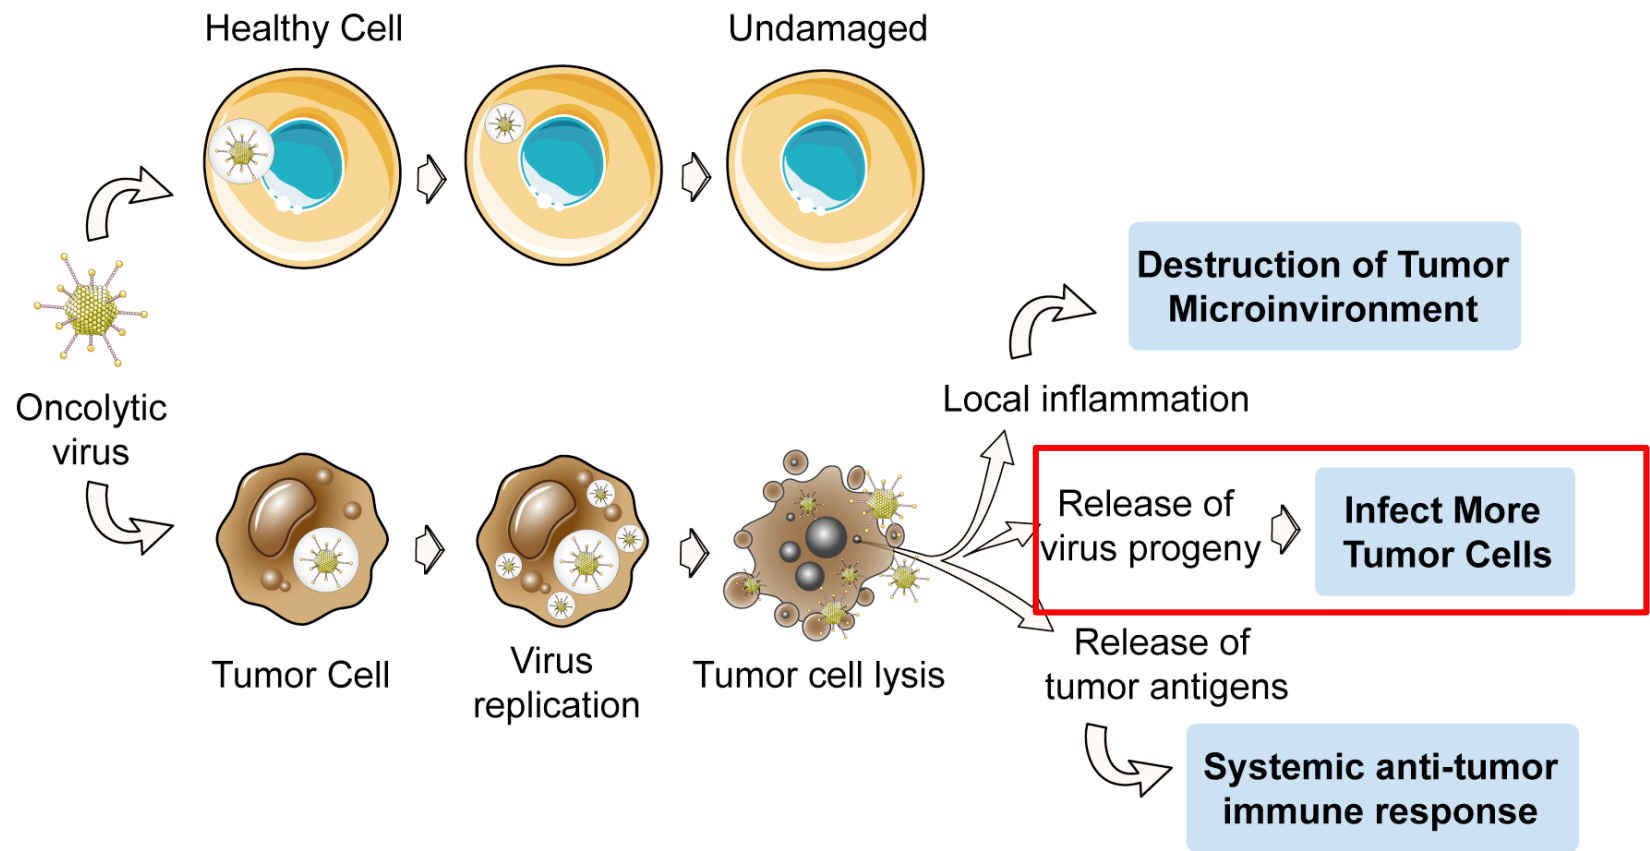 Healthy Cell
Undamaged
Oncolytic
virus
Destruction of Tumor
Microinvironment
Local inflammation
Release of
virus progeny
Infect More
Tumor Cells
Tumor Cell
Virus
replication
Tumor cell lysis
Release of
tumor antigens
Systemic anti-tumor
immune response